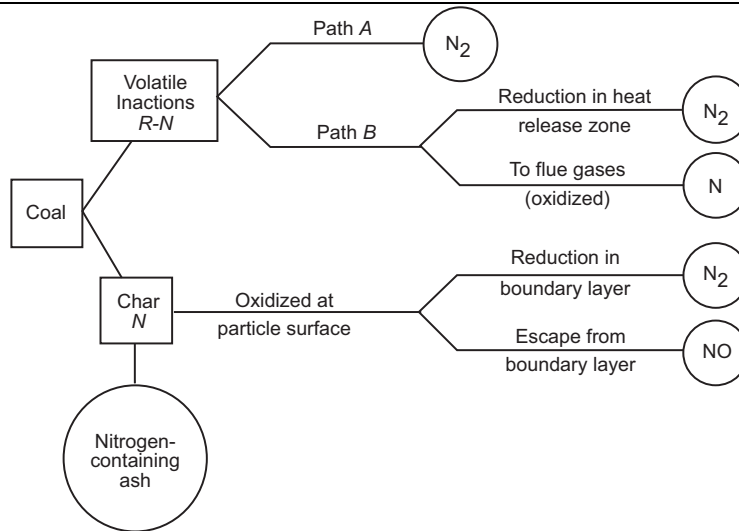 Path A
N2
Volatile
Inactions
R-N
Path B
Reduction in heat
release zone
N2
To flue gases
(oxidized)
N
Coal
Char
N
Oxidized at
particle surface
Reduction in
boundary layer
N2
Escape from
boundary layer
NO
Nitrogen-
containing
ash